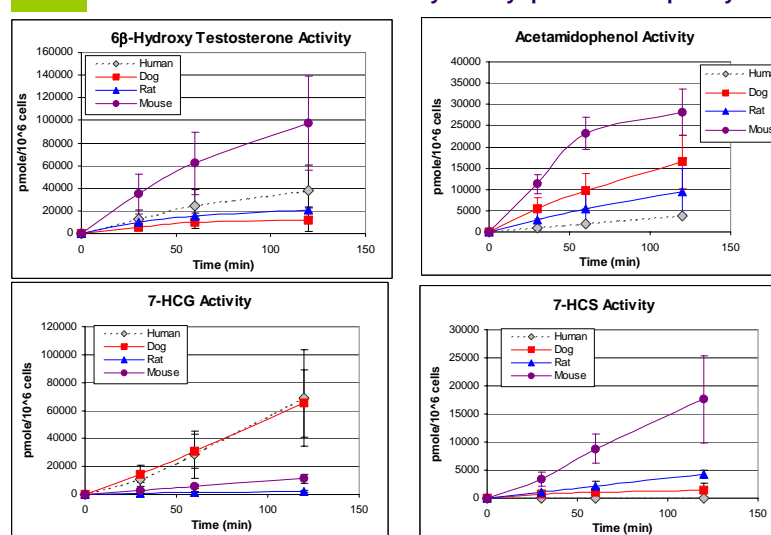 6β-Hydroxy Testosterone Activity
160000
140000
120000
100000
80000
60000
40000
20000
0
pmole/10^6 cells
Human
Dog
Rat
Mouse
0 50 100 150
Time (min)
Acetamidophenol Activity
40000
35000
30000
25000
20000
15000
10000
5000
0
pmole/10^6 cells
Dog
Rat
0 50 100 150
Time (min)
7-HCG Activity
120000
100000
80000
60000
40000
20000
0
pmole/10^6 cells
Human
Dog
Rat
Mouse
0 50 100 150
Time (min)
7-HCS Activity
30000
25000
20000
15000
10000
5000
0
pmole/10^6 cells
Human
Dog
Rat
Mouse
0 50 100 150
Time (min)